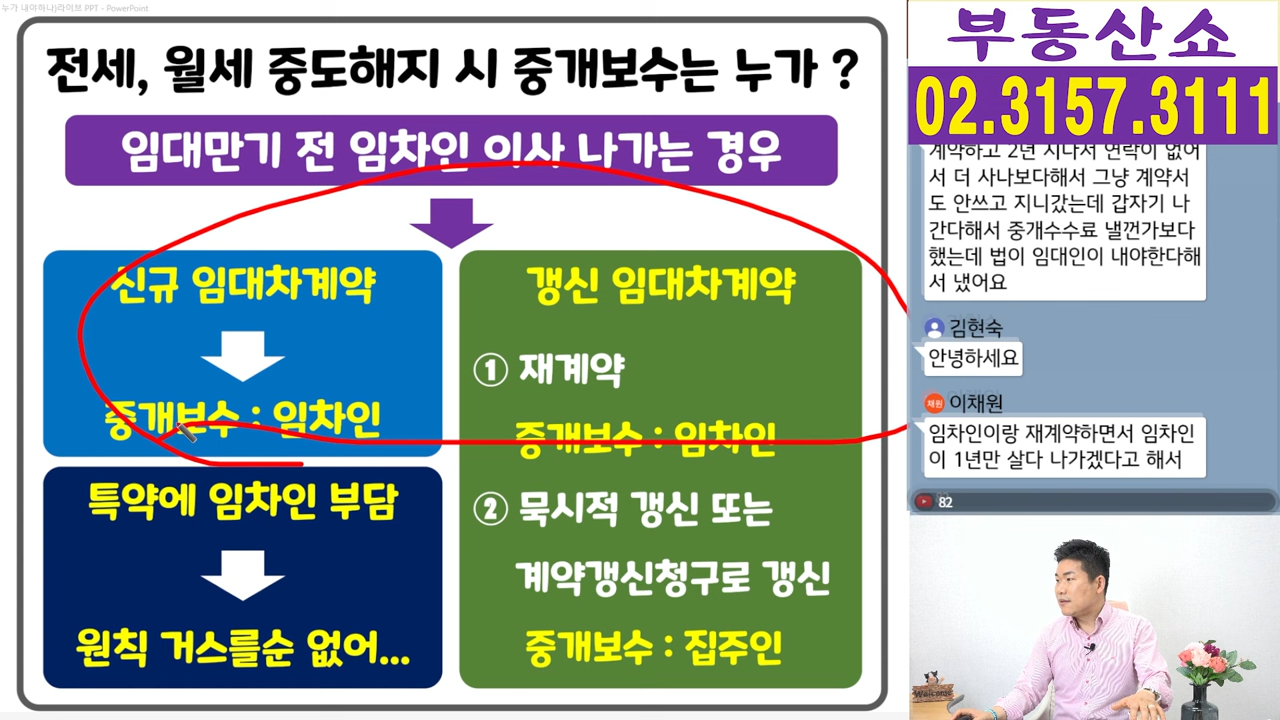 누가 내야하나)라이브 PPT - PowerPoint
전세, 월세 중도해지 시 중개보수는 누가 ?
임대만기 전 임차인 이사 나가는 경우
신규 임대차계약
중개보수 : 임차인
특약에 임차인 부담
원칙 거스를순 없어...
갱신 임대차계약
① 재계약
중개보수 : 임차인
② 묵시적 갱신 또는
계약갱신청구로 갱신
중개보수 : 집주인
부동산쇼
02.3157.3111
계약하고 2년 지나서 연락이 없어
서 더 사나보다해서 그냥 계약서
도 안쓰고 지니갔는데 갑자기 나
간다해서 중개수수료 낼껀가보다
했는데 법이 임대인이 내야한다해
서 냈어요
김현숙
안녕하세요
채원 이채원
임차인이랑 재계약하면서 임차인
이 1년만 살다 나가겠다고 해서
82
Welcome